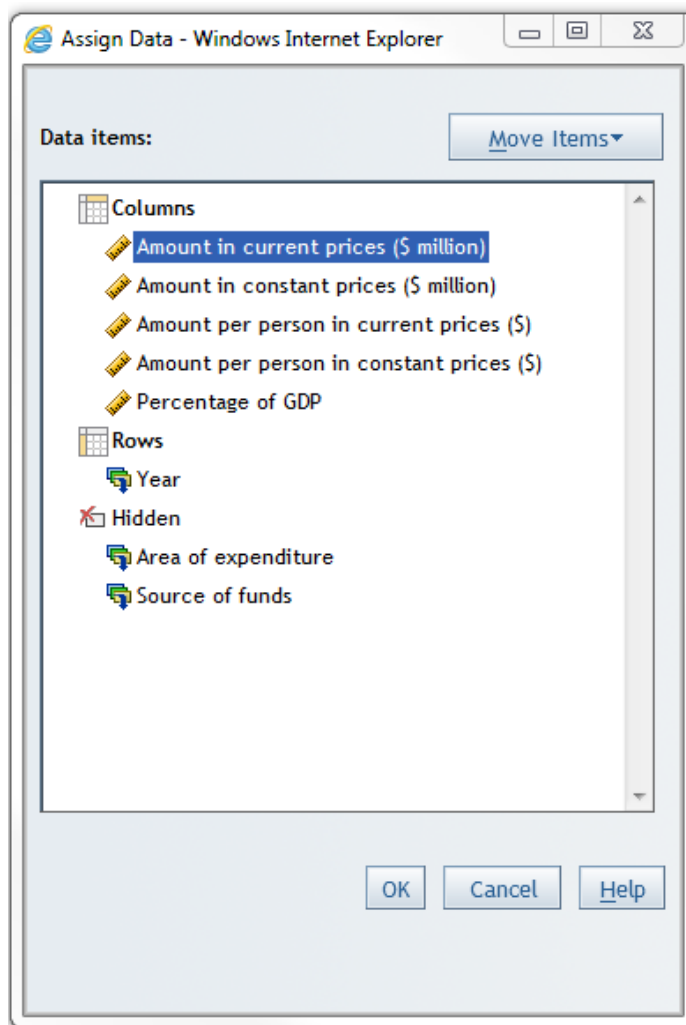 Assign Data - Windows Internet Explorer
Data items:
Move Items
Columns
Amount in current prices ($ million)
Amount in constant prices ($ million)
Amount per person in current prices ($)
Amount per person in constant prices ($)
Percentage of GDP
Rows
Year
Hidden
Area of expenditure
Source of funds
OK
Cancel
Help